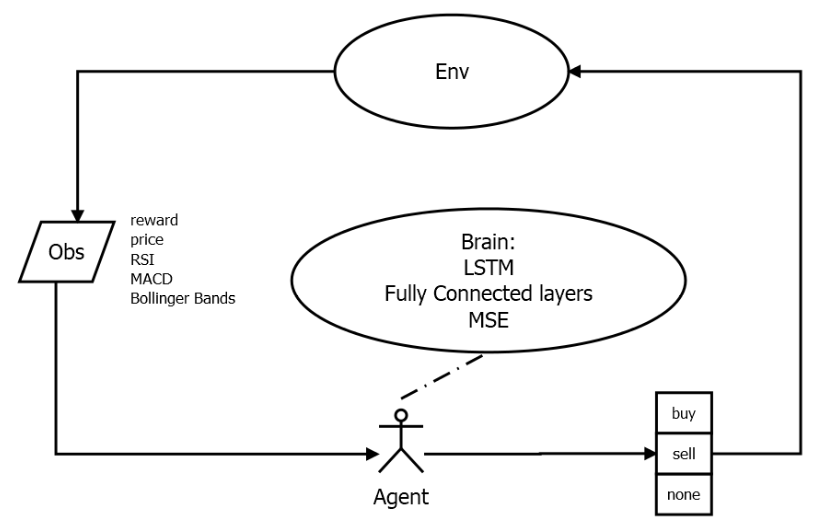 Env
Obs
reward
price
RSI
MACD
Bollinger Bands
Brain:
LSTM
Fully Connected layers
MSE
Agent
buy
sell
none